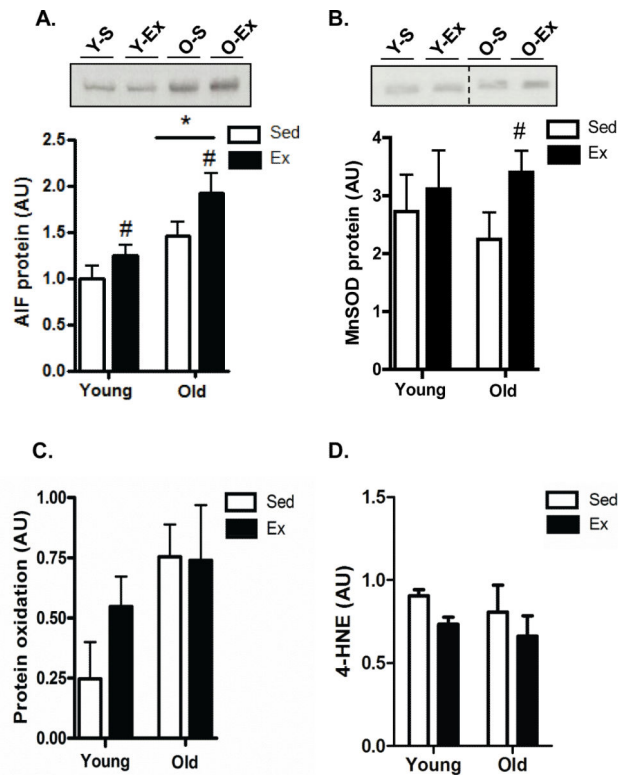 A.
Y-S Y-Ex O-S O-Ex
*
# #
Sed
Ex
AIF protein (AU)
2.5
2.0
1.5
1.0
0.5
0.0
Young Old
B.
Y-S Y-Ex O-S O-Ex
#
Sed
Ex
MnSOD protein (AU)
4
3
2
1
0
Young Old
C.
Sed
Ex
Protein oxidation (AU)
1.00
0.75
0.50
0.25
0.00
Young Old
D.
Sed
Ex
4-HNE (AU)
1.5
1.0
0.5
0.0
Young Old